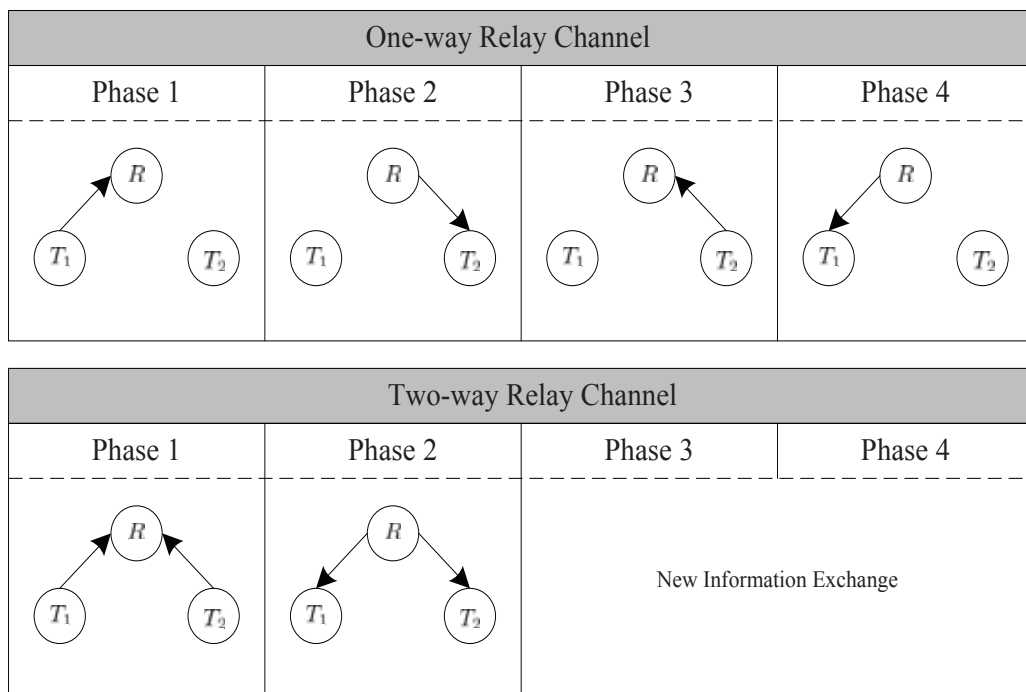 One-way Relay Channel
Phase 1 Phase 2 Phase 3 Phase 4
R R R R
T₁ T₂ T₁ T₂ T₁ T₂ T₁ T₂
Two-way Relay Channel
Phase 1 Phase 2 Phase 3 Phase 4
R R
New Information Exchange
T₁ T₂ T₁ T₂